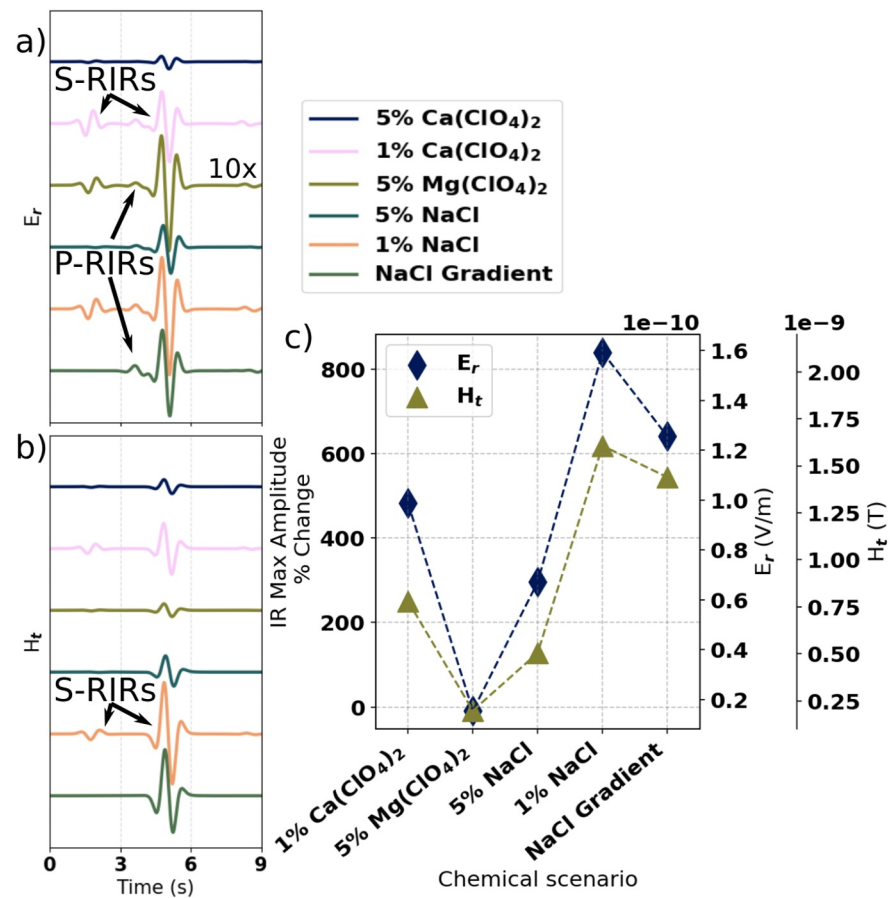 a)
S-RIRs
10x
P-RIRs
Er
5% Ca(ClO4)2
1% Ca(ClO4)2
5% Mg(ClO4)2
5% NaCl
1% NaCl
NaCl Gradient
b)
S-RIRs
Ht
0 3 6 9
Time (s)
c)
1e−10
1e−9
Er
Ht
800
600
400
200
0
IR Max Amplitude
% Change
1.6
1.4
1.2
1.0
0.8
0.6
0.4
0.2
Er (V/m)
2.00
1.75
1.50
1.25
1.00
0.75
0.50
0.25
Ht (T)
1% Ca(ClO4)2
5% Mg(ClO4)2
5% NaCl
1% NaCl
NaCl Gradient
Chemical scenario